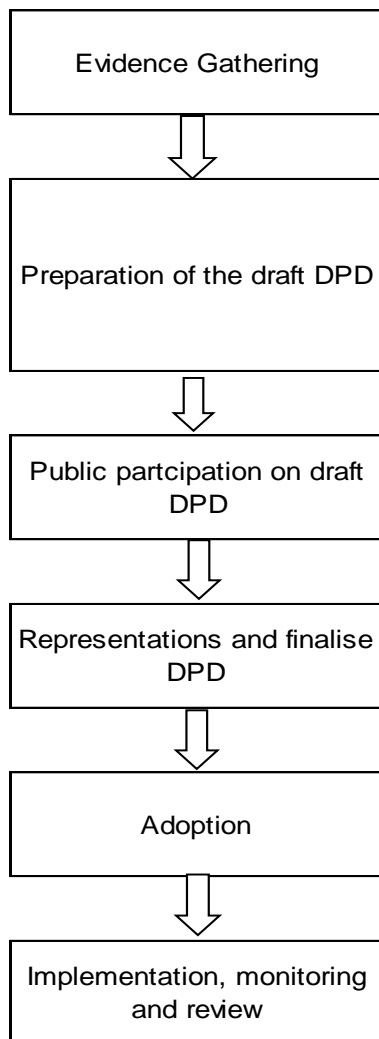 Evidence Gathering
Preparation of the draft DPD
Public partcipation on draft
DPD
Representations and finalise
DPD
Adoption
Implementation, monitoring
and review